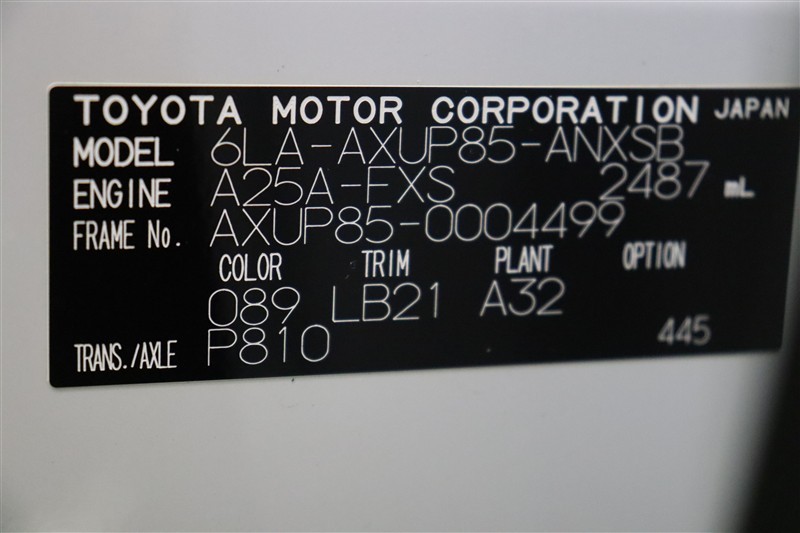 TOYOTA MOTOR CORPORATION JAPAN
MODEL 6LA-AXUP85-ANXSB
ENGINE A25A-FXS 2487 mL
FRAME No. AXUP85-0004499
COLOR TRIM PLANT OPTION
089 LB21 A32
TRANS./AXLE P810 445